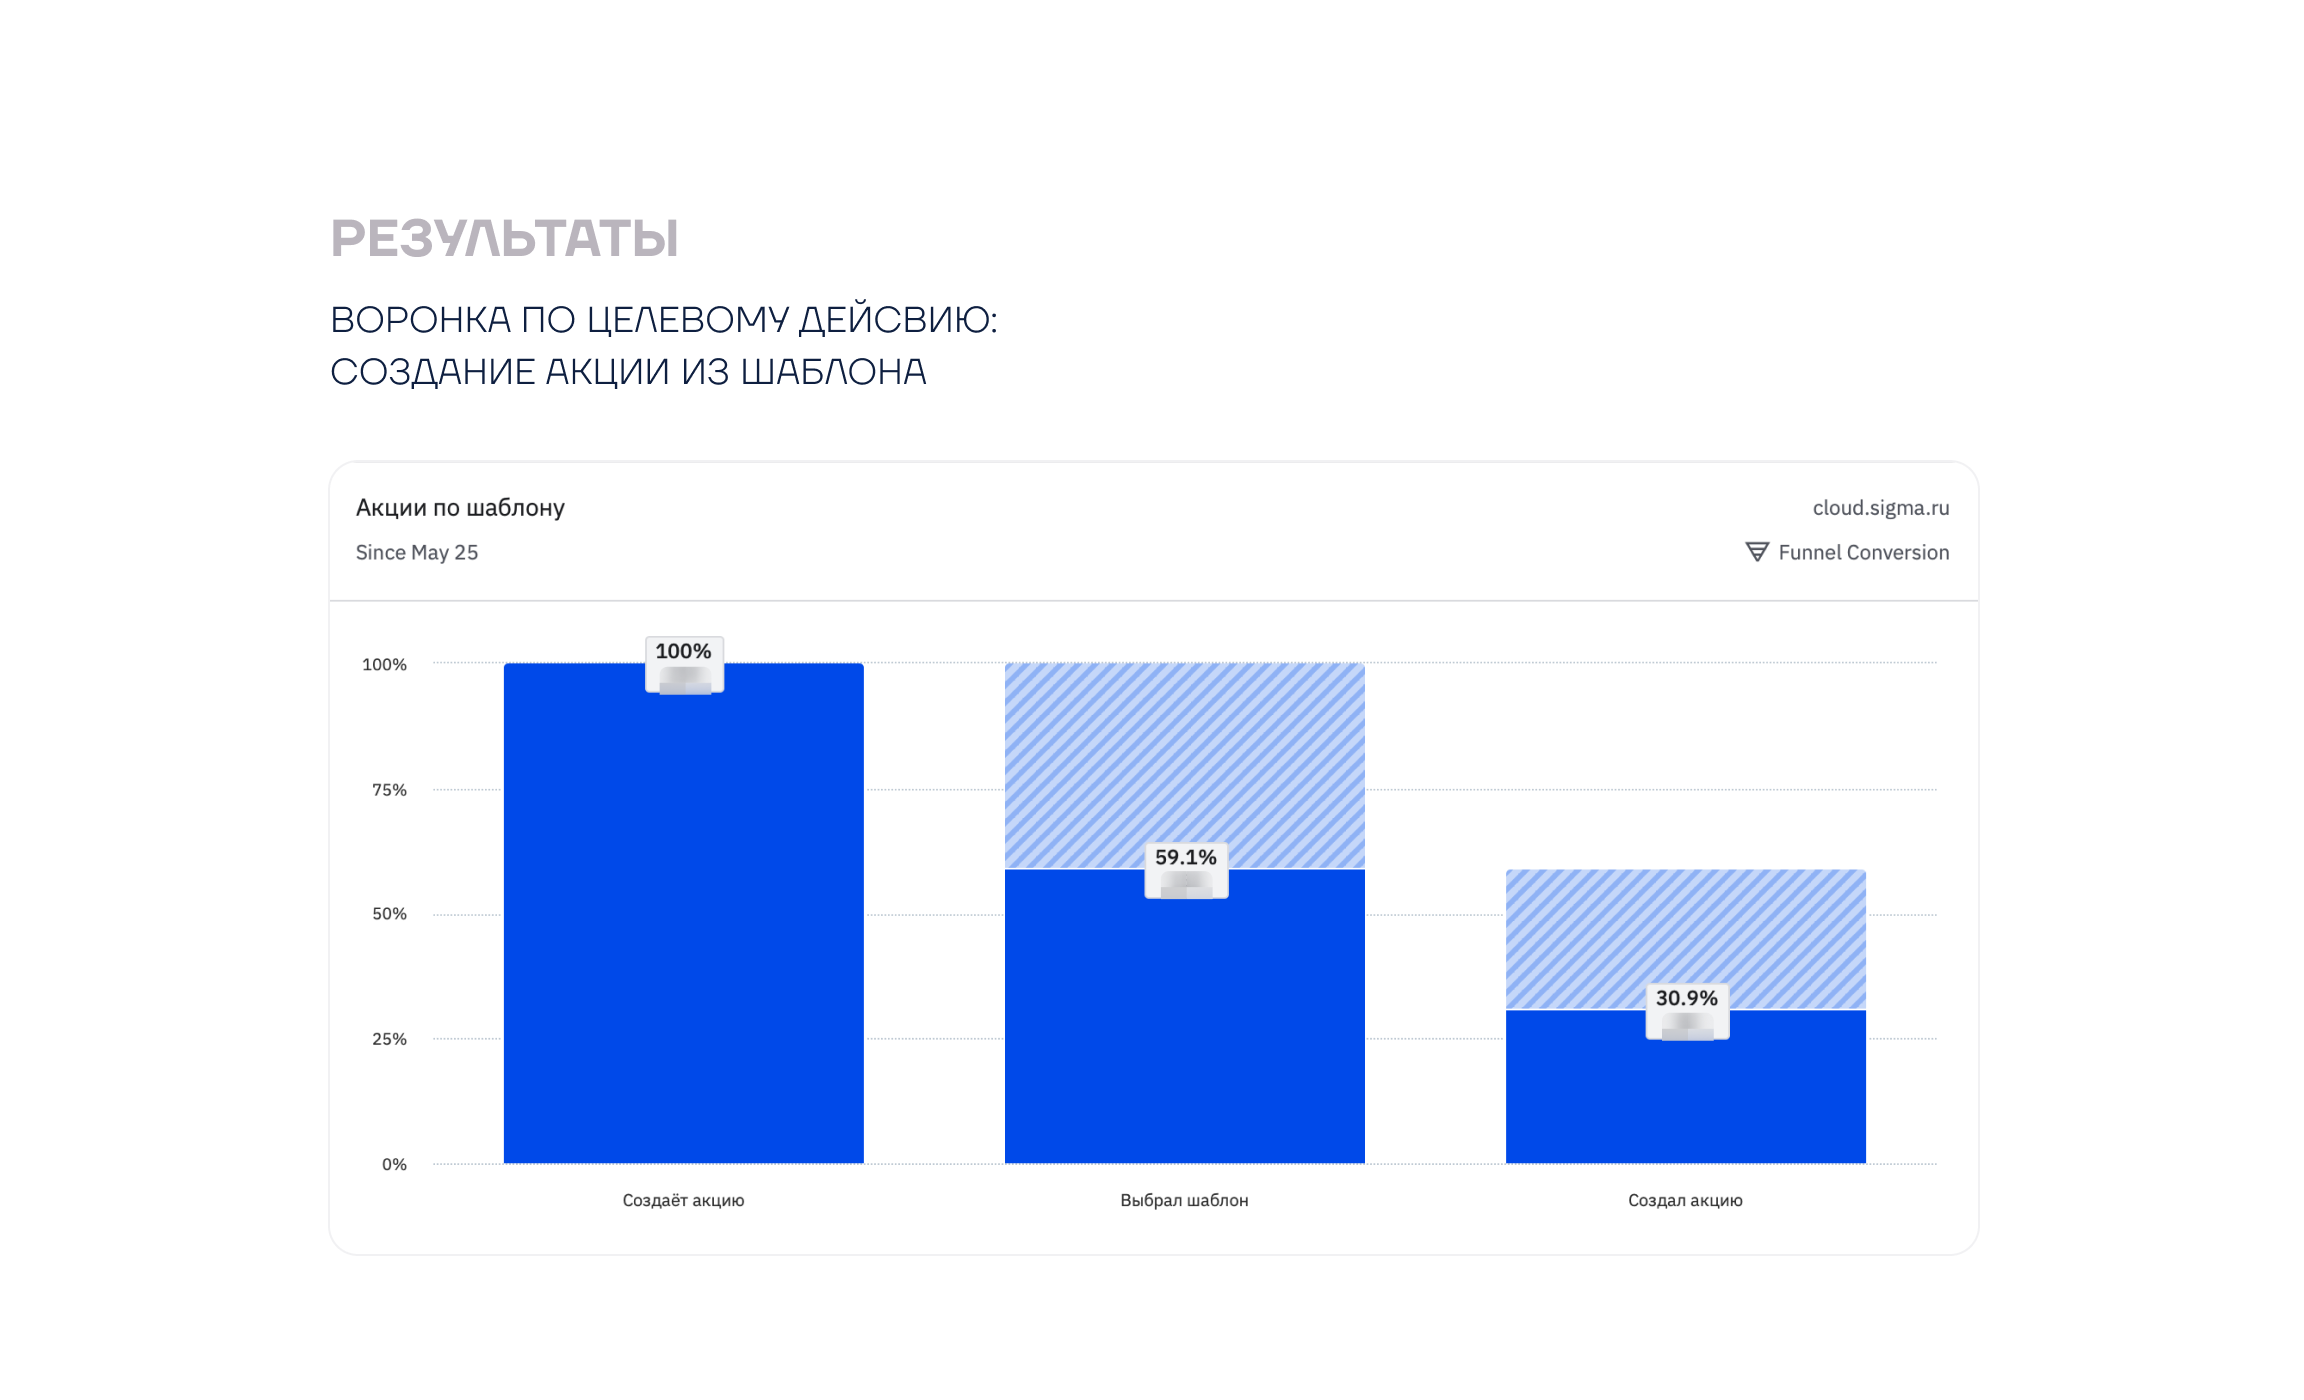 РЕЗУЛЬТАТЫ
ВОРОНКА ПО ЦЕЛЕВОМУ ДЕЙСВИЮ:
СОЗДАНИЕ АКЦИИ ИЗ ШАБЛОНА
Акции по шаблону
cloud.sigma.ru
Since May 25
Funnel Conversion
100%
100%
75%
59.1%
50%
30.9%
25%
0%
Создаёт акцию
Выбрал шаблон
Создал акцию